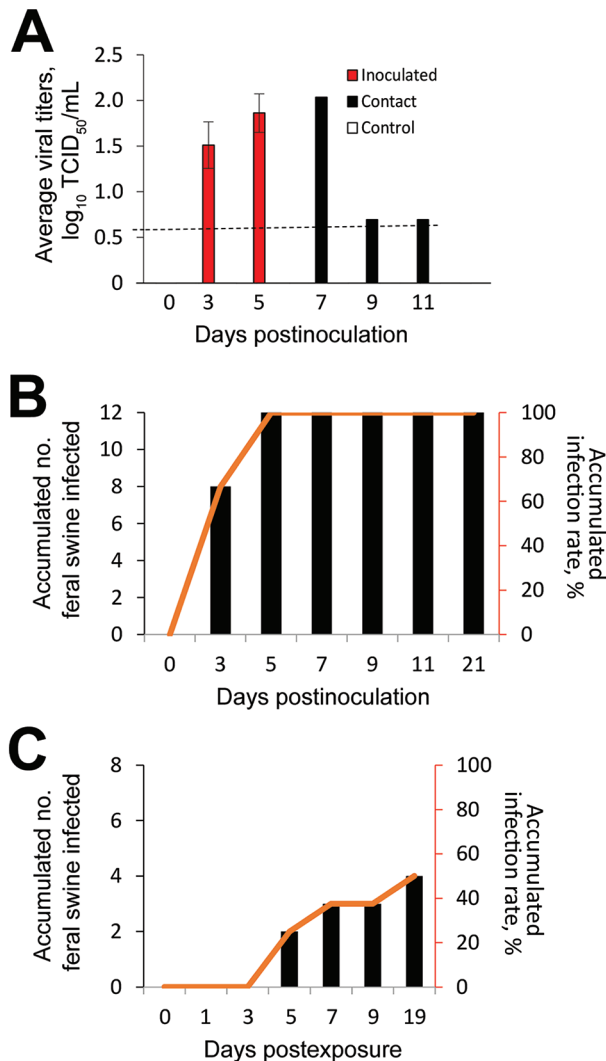 A
Average viral titers,
log10 TCID50/mL
2.5
2.0
1.5
1.0
0.5
0
Inoculated
Contact
Control
0 3 5 7 9 11
Days postinoculation
B
Accumulated no.
feral swine infected
12
10
8
6
4
2
0
100
80
60
40
20
0
Accumulated
infection rate, %
0 3 5 7 9 11 21
Days postinoculation
C
Accumulated no.
feral swine infected
8
6
4
2
0
100
80
60
40
20
0
Accumulated
infection rate, %
0 1 3 5 7 9 19
Days postexposure